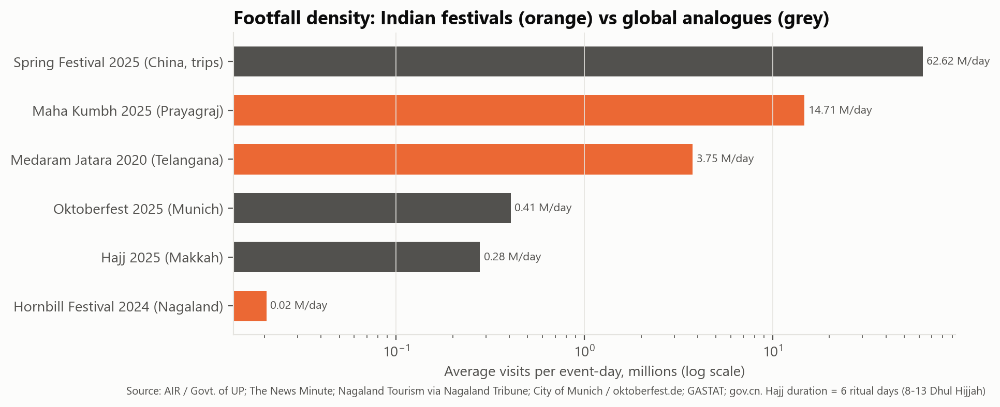 Footfall density: Indian festivals (orange) vs global analogues (grey)
Spring Festival 2025 (China, trips)
62.62 M/day
Maha Kumbh 2025 (Prayagraj)
14.71 M/day
Medaram Jatara 2020 (Telangana)
3.75 M/day
Oktoberfest 2025 (Munich)
0.41 M/day
Hajj 2025 (Makkah)
0.28 M/day
Hornbill Festival 2024 (Nagaland)
0.02 M/day
10⁻¹ 10⁰ 10¹
Average visits per event-day, millions (log scale)
Source: AIR / Govt. of UP; The News Minute; Nagaland Tourism via Nagaland Tribune; City of Munich / oktoberfest.de; GASTAT; gov.cn. Hajj duration = 6 ritual days (8-13 Dhul Hijjah)